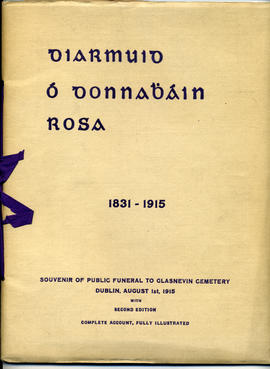 Diarmuid
Ó Donnaḃáin
Rosa
1831 - 1915
SOUVENIR OF PUBLIC FUNERAL TO GLASNEVIN CEMETERY
DUBLIN, AUGUST 1st, 1915
WITH
SECOND EDITION
COMPLETE ACCOUNT, FULLY ILLUSTRATED